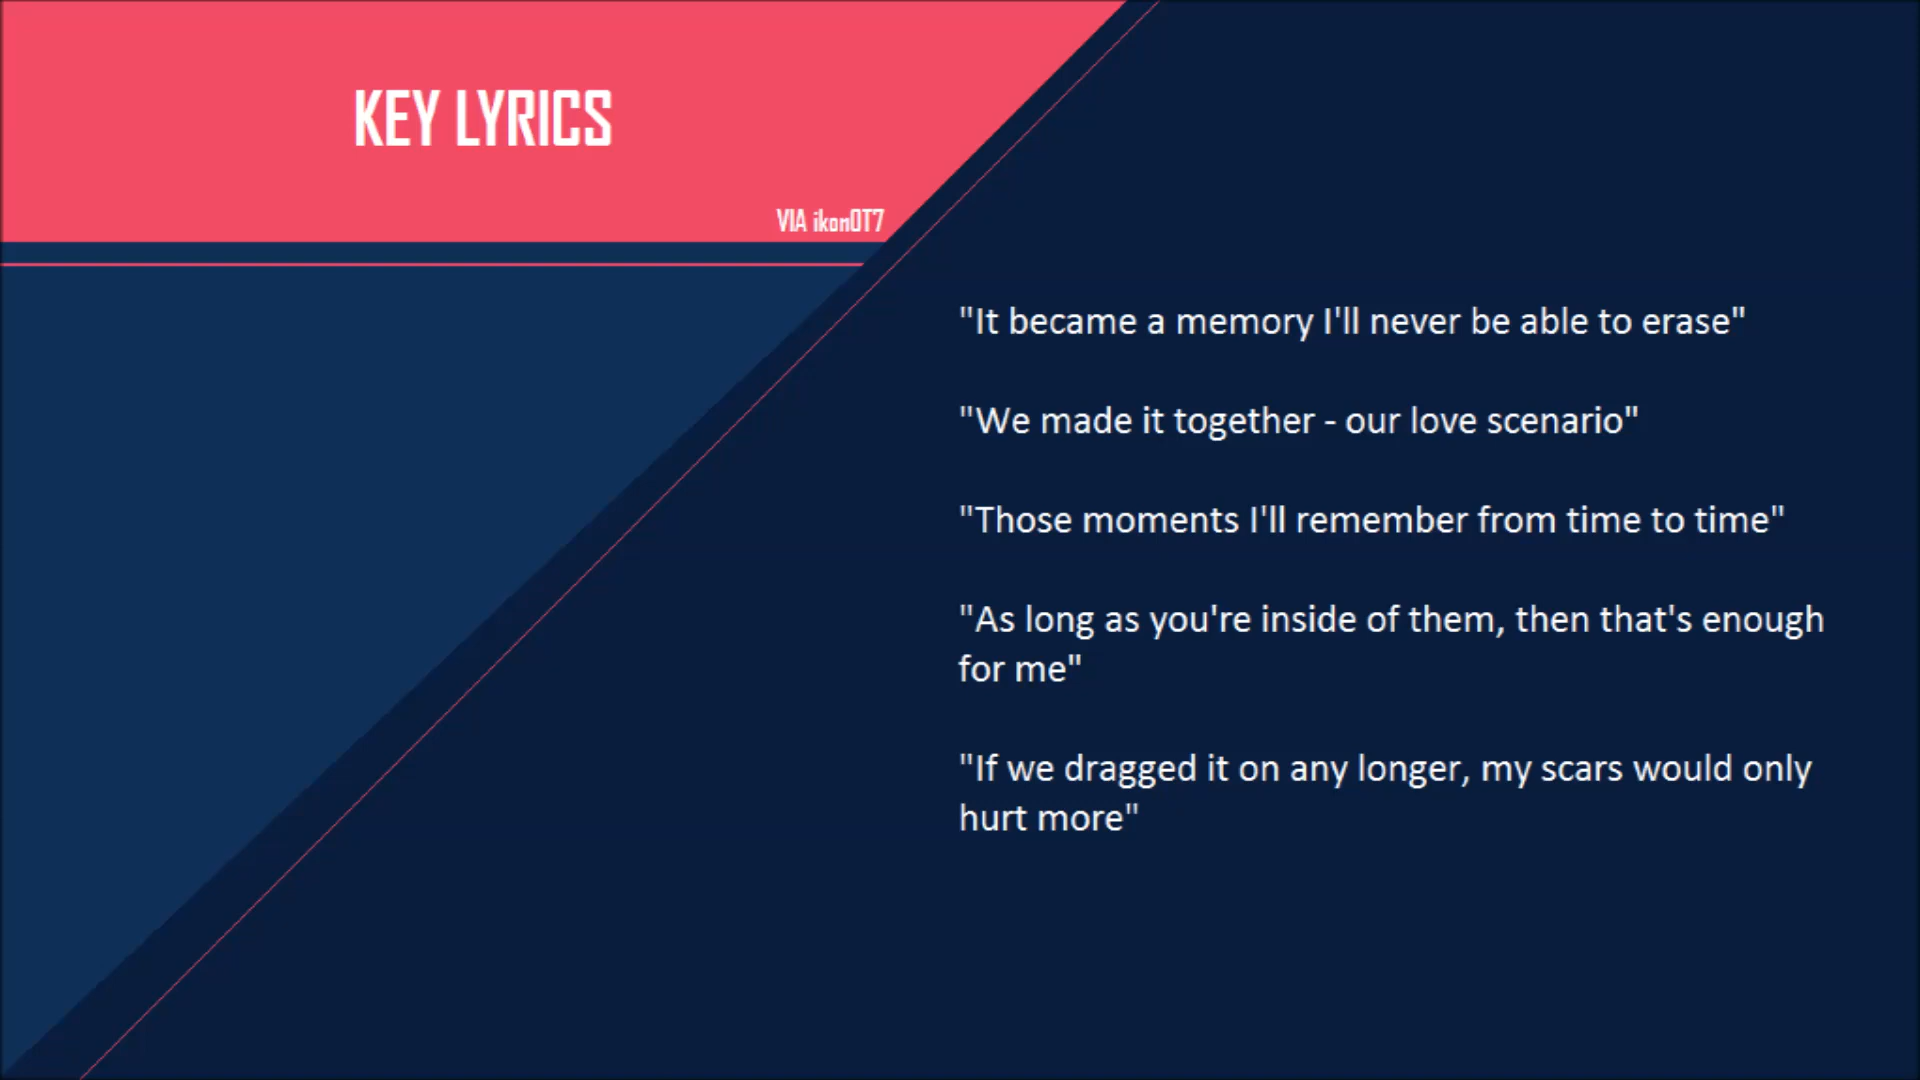 KEY LYRICS
VIA ikonOT7
"It became a memory I'll never be able to erase"
"We made it together - our love scenario"
"Those moments I'll remember from time to time"
"As long as you're inside of them, then that's enough
for me"
"If we dragged it on any longer, my scars would only
hurt more"